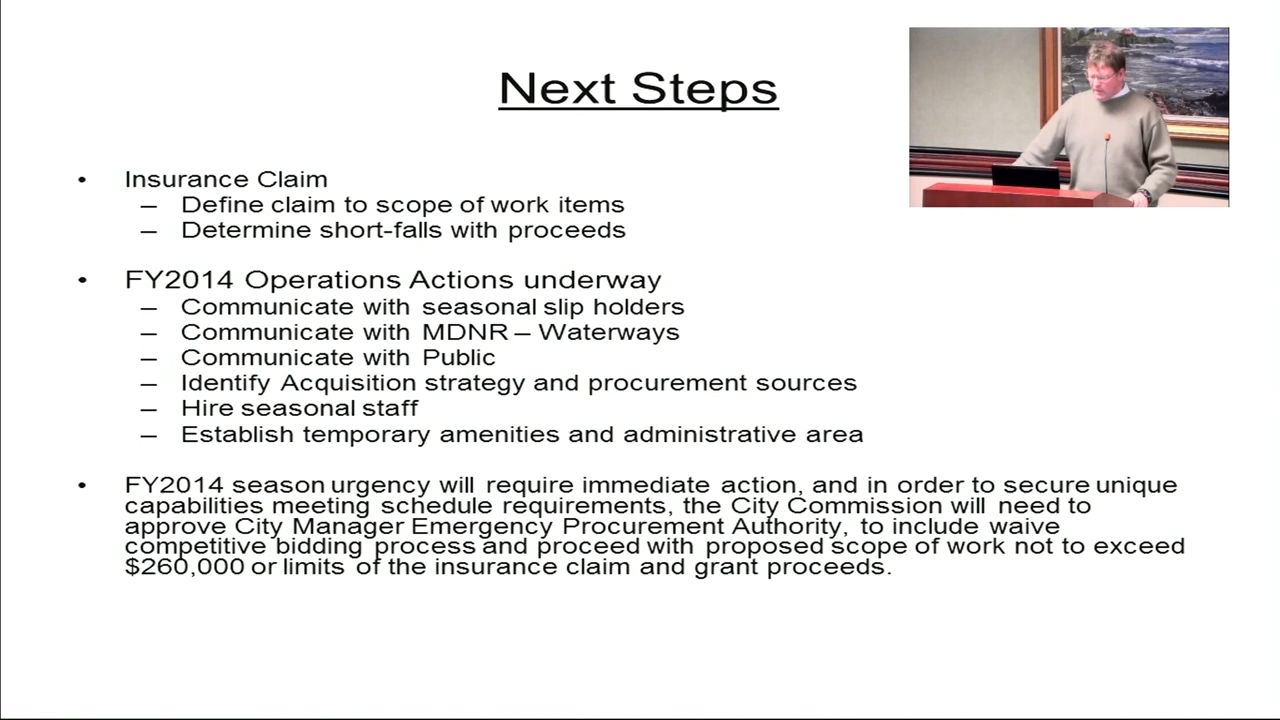 Next Steps
• Insurance Claim
– Define claim to scope of work items
– Determine short-falls with proceeds
• FY2014 Operations Actions underway
– Communicate with seasonal slip holders
– Communicate with MDNR – Waterways
– Communicate with Public
– Identify Acquisition strategy and procurement sources
– Hire seasonal staff
– Establish temporary amenities and administrative area
• FY2014 season urgency will require immediate action, and in order to secure unique
capabilities meeting schedule requirements, the City Commission will need to
approve City Manager Emergency Procurement Authority, to include waive
competitive bidding process and proceed with proposed scope of work not to exceed
$260,000 or limits of the insurance claim and grant proceeds.